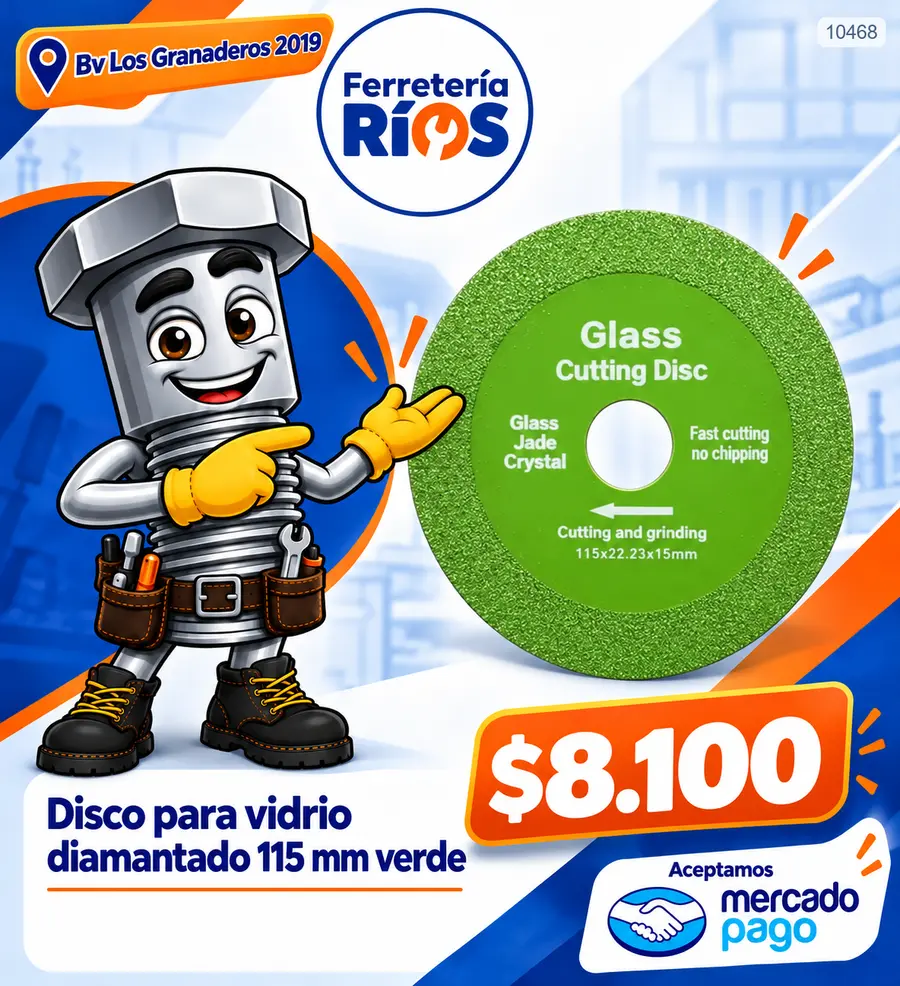 Bv Los Granaderos 2019
Ferretería
RÍOS
10468
Glass
Cutting Disc
Glass
Jade
Crystal
Fast cutting
no chipping
Cutting and grinding
115x22.23x15mm
$8.100
Disco para vidrio
diamantado 115 mm verde
Aceptamos
mercado
pago